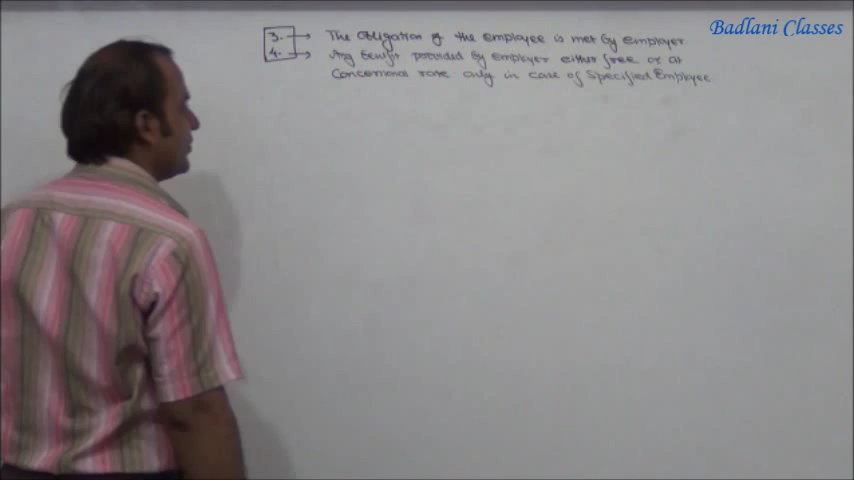 Badlani Classes
3. → The obligation of the employee is met by employer.
4. → Any benefit provided by employer either free or at
Concessional rate only in case of Specified Employee